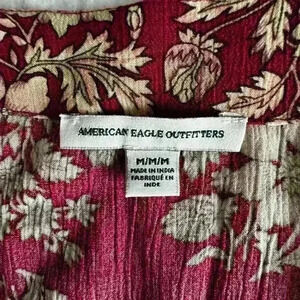 AMERICAN EAGLE OUTFITTERS
M/M/M
MADE IN INDIA
FABRIQUÉ EN
INDE